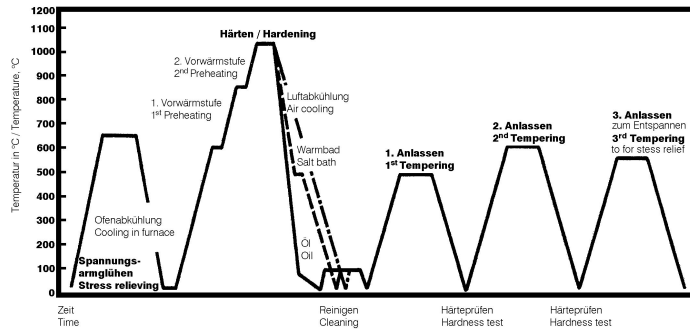 Temperatur in °C / Temperature, °C
1200
1100
1000
900
800
700
600
500
400
300
200
100
0
Härten / Hardening
2. Vorwärmstufe
2nd Preheating
1. Vorwärmstufe
1st Preheating
Luftabkühlung
Air cooling
Warmbad
Salt bath
Öl
Oil
Ofenabkühlung
Cooling in furnace
Spannungs-
armglühen
Stress relieving
1. Anlassen
1st Tempering
2. Anlassen
2nd Tempering
3. Anlassen
zum Entspannen
3rd Tempering
to for stess relief
Zeit
Time
Reinigen
Cleaning
Härteprüfen
Hardness test
Härteprüfen
Hardness test